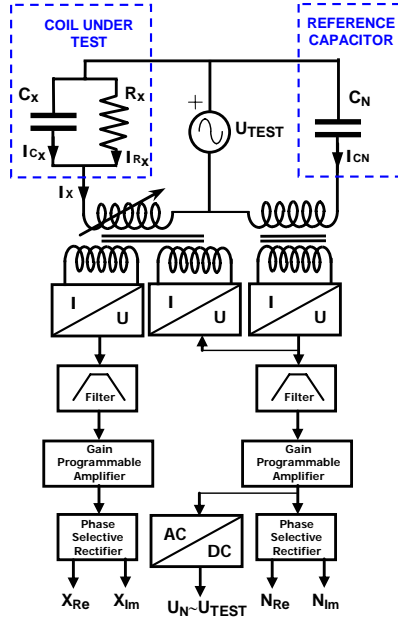 COIL UNDER
TEST
REFERENCE
CAPACITOR
Cx
Rx
CN
+
UTEST
ICx
IRx
ICN
IX
I
U
I
U
I
U
Filter
Filter
Gain
Programmable
Amplifier
Gain
Programmable
Amplifier
Phase
Selective
Rectifier
AC
DC
Phase
Selective
Rectifier
XRe
XIm
UN~UTEST
NRe
NIm